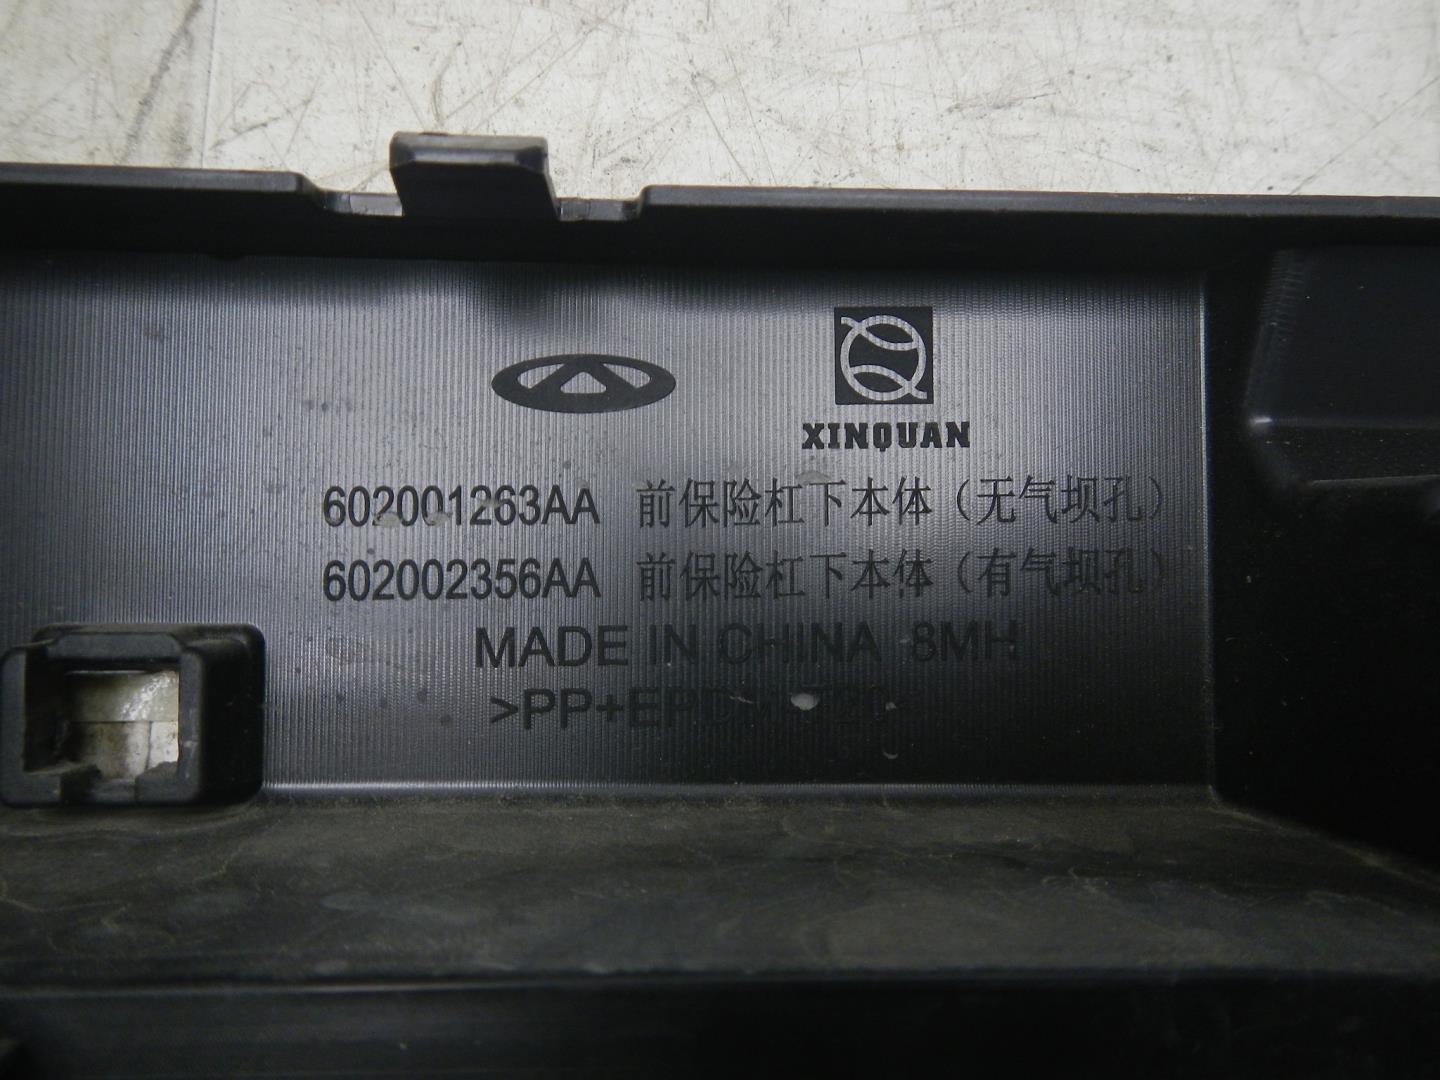 XINQUAN
602001263AA 前保险杠下本体（无气坝孔）
602002356AA 前保险杠下本体（有气坝孔）
MADE IN CHINA 8MH
>PP+EPDM-T20<